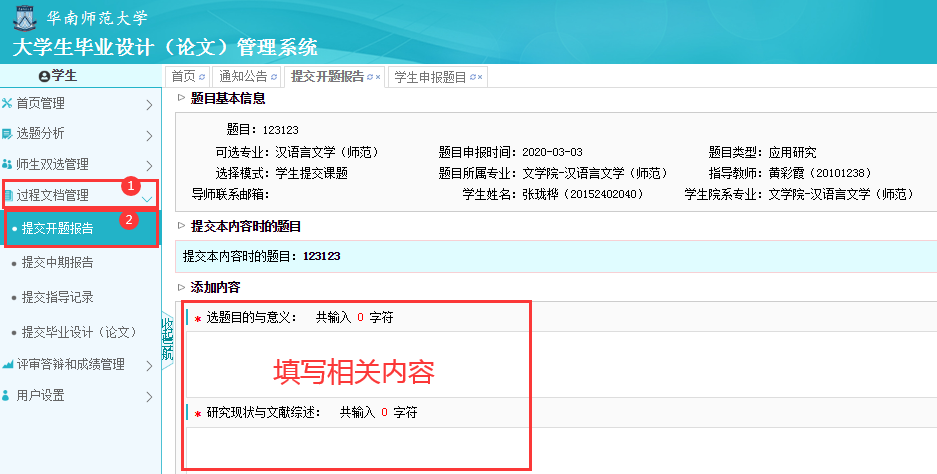 华南师范大学
大学生毕业设计（论文）管理系统
学生
首页 通知公告 提交开题报告 × 学生申报题目 ×
首页管理
选题分析
师生双选管理
过程文档管理 1
提交开题报告 2
提交中期报告
提交指导记录
提交毕业设计（论文）
评审答辩和成绩管理
用户设置
收起导航
题目基本信息
题目：123123
可选专业：汉语言文学（师范） 题目申报时间：2020-03-03 题目类型：应用研究
选择模式：学生提交课题 题目所属专业：文学院-汉语言文学（师范） 指导教师：黄彩霞（20101238）
导师联系邮箱： 学生姓名：张珑桦（20152402040） 学生院系专业：文学院-汉语言文学（师范）
提交本内容时的题目
提交本内容时的题目：123123
添加内容
* 选题目的与意义： 共输入 0 字符
填写相关内容
* 研究现状与文献综述： 共输入 0 字符